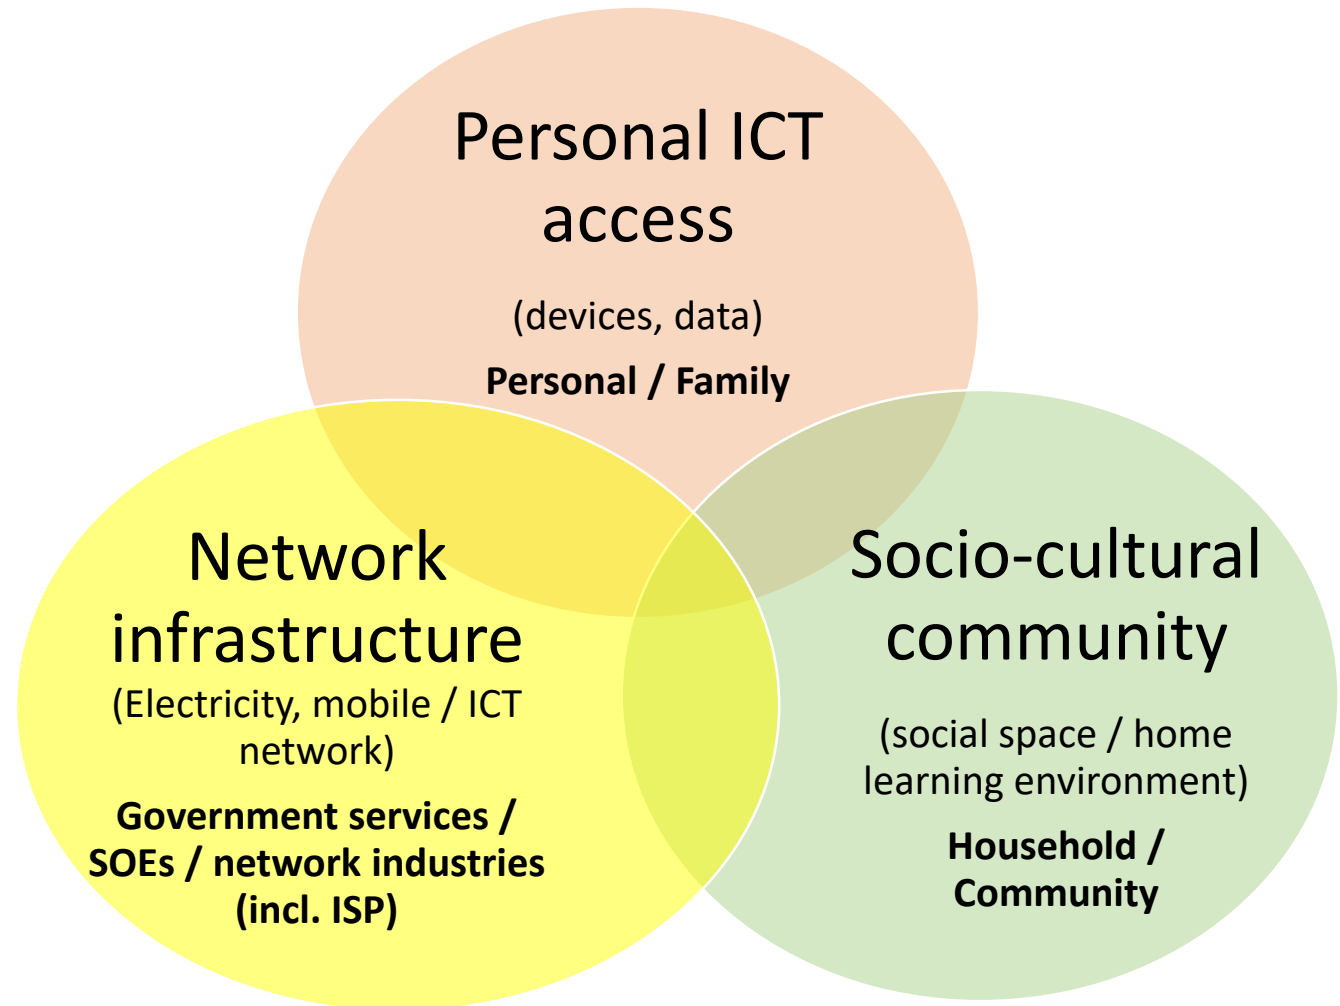 Personal ICT
access
(devices, data)
Personal / Family
Network
infrastructure
(Electricity, mobile / ICT
network)
Government services /
SOEs / network industries
(incl. ISP)
Socio-cultural
community
(social space / home
learning environment)
Household /
Community